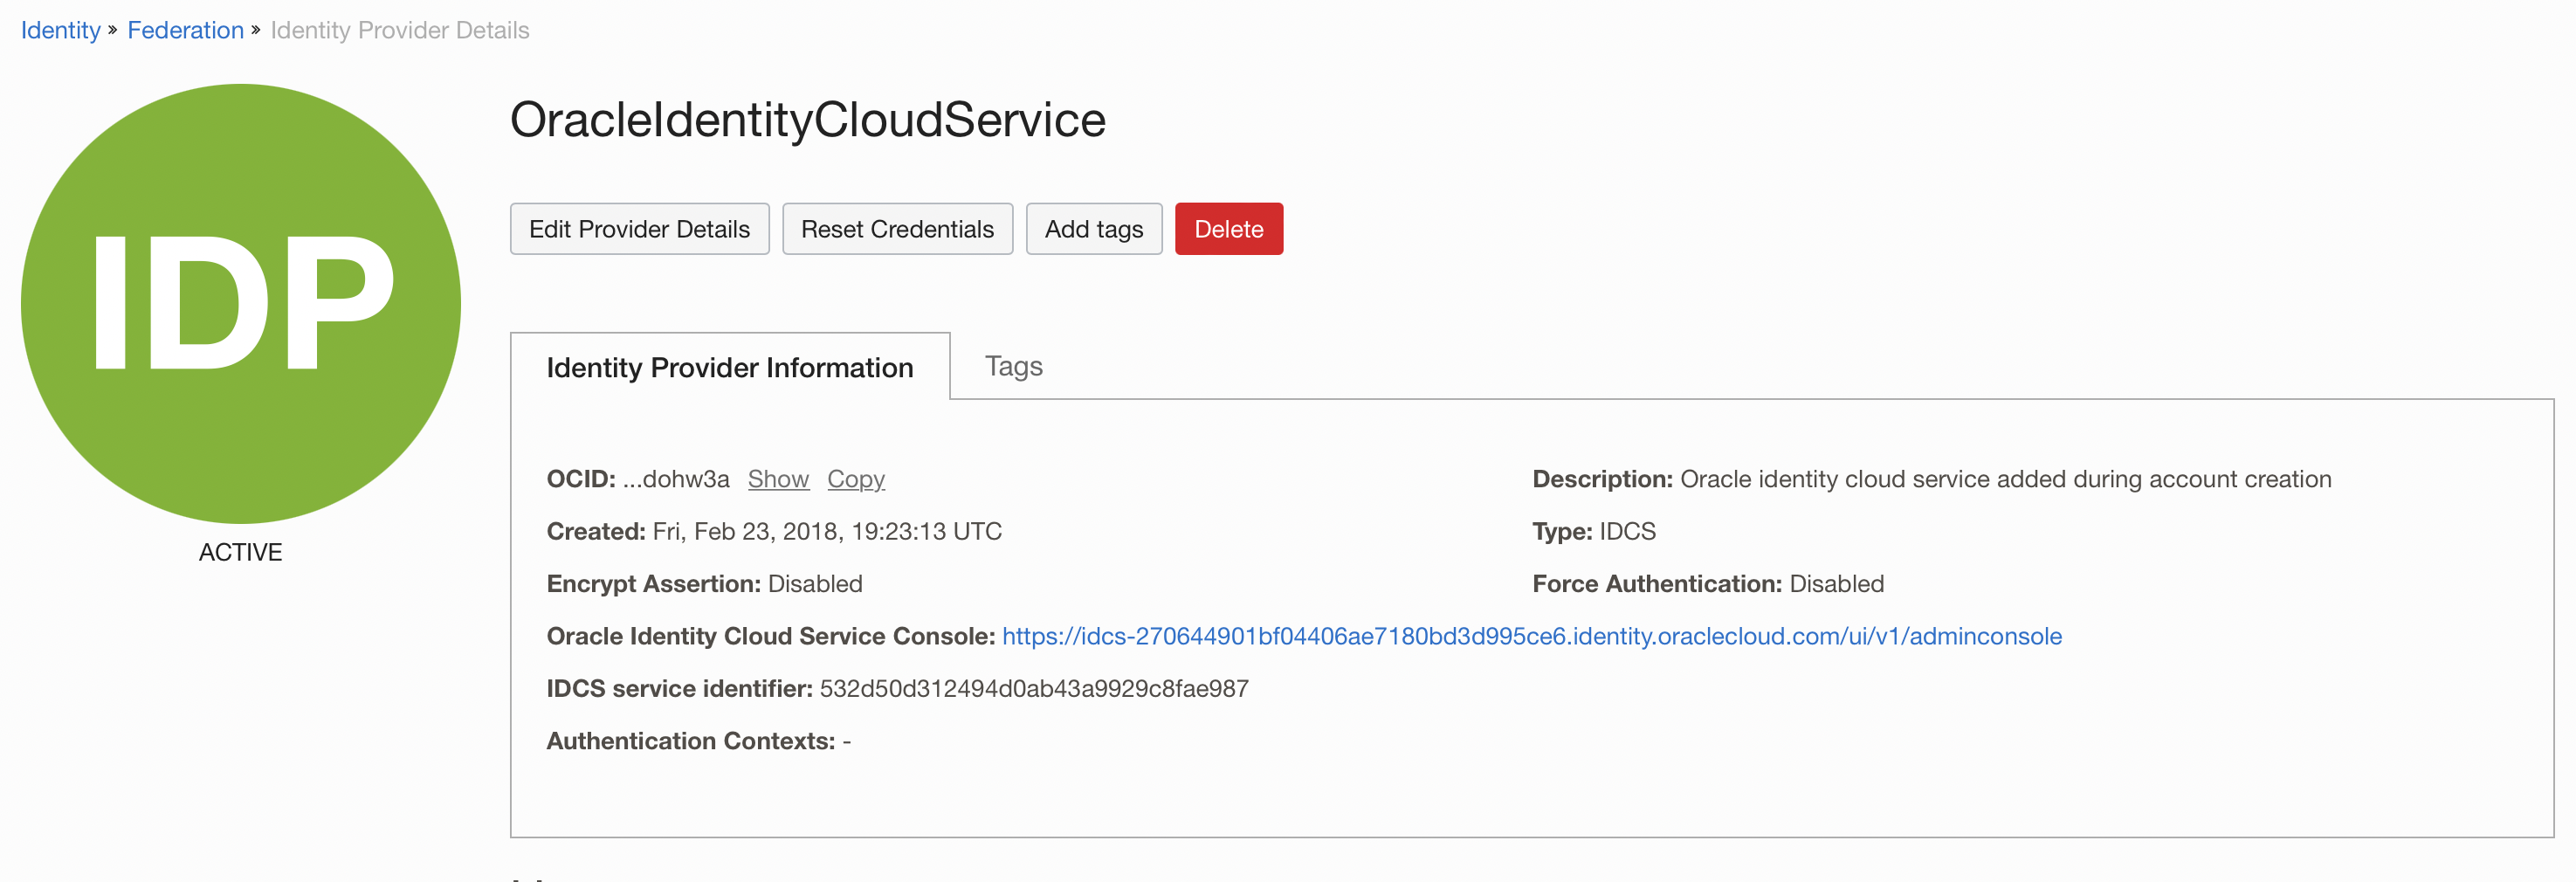 Identity » Federation » Identity Provider Details
IDP
ACTIVE
OracleIdentityCloudService
Edit Provider Details Reset Credentials Add tags Delete
Identity Provider Information Tags
OCID: ...dohw3a Show Copy
Description: Oracle identity cloud service added during account creation
Created: Fri, Feb 23, 2018, 19:23:13 UTC
Type: IDCS
Encrypt Assertion: Disabled
Force Authentication: Disabled
Oracle Identity Cloud Service Console: https://idcs-270644901bf04406ae7180bd3d995ce6.identity.oraclecloud.com/ui/v1/adminconsole
IDCS service identifier: 532d50d312494d0ab43a9929c8fae987
Authentication Contexts: -